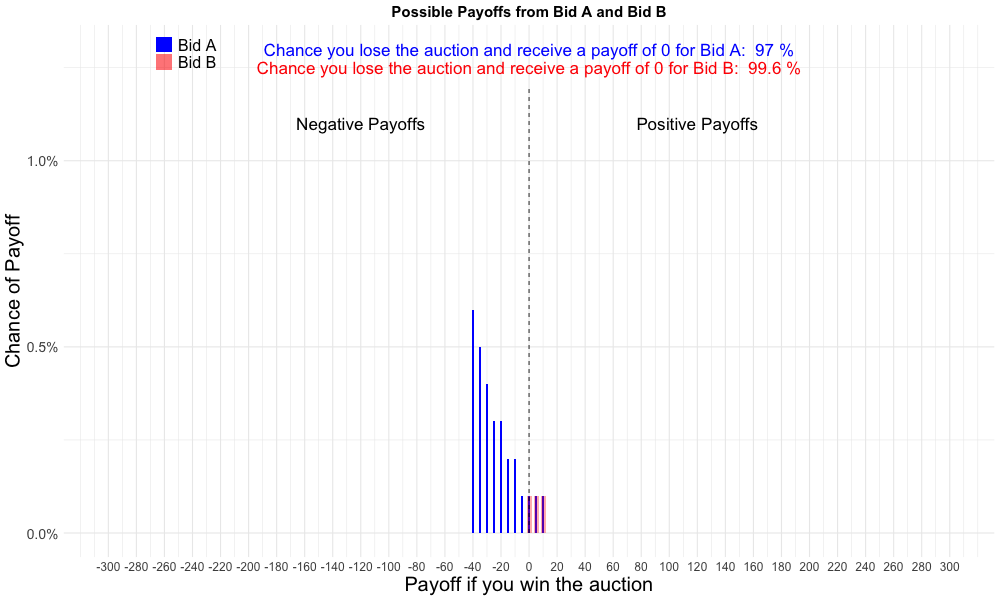 Possible Payoffs from Bid A and Bid B
Bid A
Bid B
Chance you lose the auction and receive a payoff of 0 for Bid A:  97 %
Chance you lose the auction and receive a payoff of 0 for Bid B:  99.6 %
Negative Payoffs
Positive Payoffs
Chance of Payoff
1.0%
0.5%
0.0%
-300 -280 -260 -240 -220 -200 -180 -160 -140 -120 -100 -80 -60 -40 -20 0 20 40 60 80 100 120 140 160 180 200 220 240 260 280 300
Payoff if you win the auction